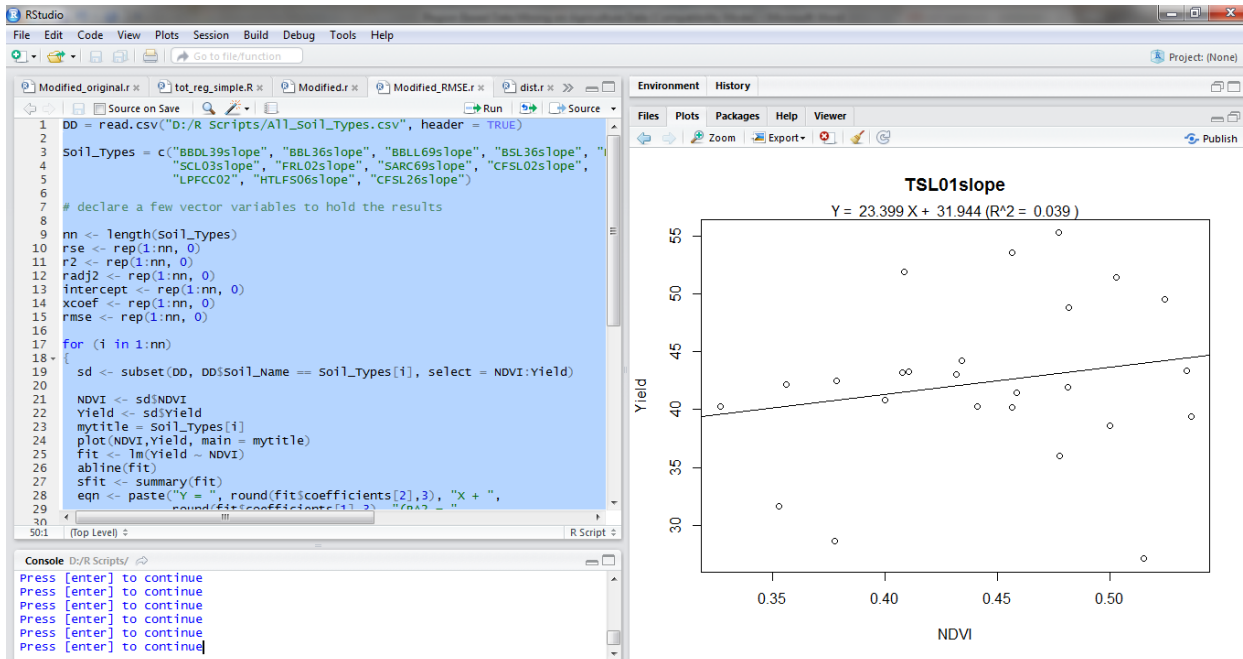 RStudio
File Edit Code View Plots Session Build Debug Tools Help
Go to file/function
Project: (None)
Modified_original.r tot_reg_simple.R Modified.r Modified_RMSE.r dist.r
Source on Save Run Source
1 DD = read.csv("D:/R Scripts/All_Soil_Types.csv", header = TRUE)
2
3 Soil_Types = c("BBDL39slope", "BBL36slope", "BBLL69slope", "BSL36slope",
4 "SCL03slope", "FRL02slope", "SARC69slope", "CFSL02slope",
5 "LPFCC02", "HTLFS06slope", "CFSL26slope")
6
7 # declare a few vector variables to hold the results
8
9 nn <- length(Soil_Types)
10 rse <- rep(1:nn, 0)
11 r2 <- rep(1:nn, 0)
12 radj2 <- rep(1:nn, 0)
13 intercept <- rep(1:nn, 0)
14 xcoef <- rep(1:nn, 0)
15 rmse <- rep(1:nn, 0)
16
17 for (i in 1:nn)
18 {
19 sd <- subset(DD, DD$Soil_Name == Soil_Types[i], select = NDVI:Yield)
20
21 NDVI <- sd$NDVI
22 Yield <- sd$Yield
23 mytitle = Soil_Types[i]
24 plot(NDVI,Yield, main = mytitle)
25 fit <- lm(Yield ~ NDVI)
26 abline(fit)
27 sfit <- summary(fit)
28 eqn <- paste("Y = ", round(fit$coefficients[2],3), "X + ",
29 round(fit$coefficients[1],3), "(R^2 = "
30
50:1 (Top Level) R Script
Console D:/R Scripts/
Press [enter] to continue
Press [enter] to continue
Press [enter] to continue
Press [enter] to continue
Press [enter] to continue
Press [enter] to continue
Environment History
Files Plots Packages Help Viewer
Zoom Export Publish
TSL01slope
Y = 23.399 X + 31.944 (R^2 = 0.039 )
55
50
45
40
35
30
Yield
0.35 0.40 0.45 0.50
NDVI